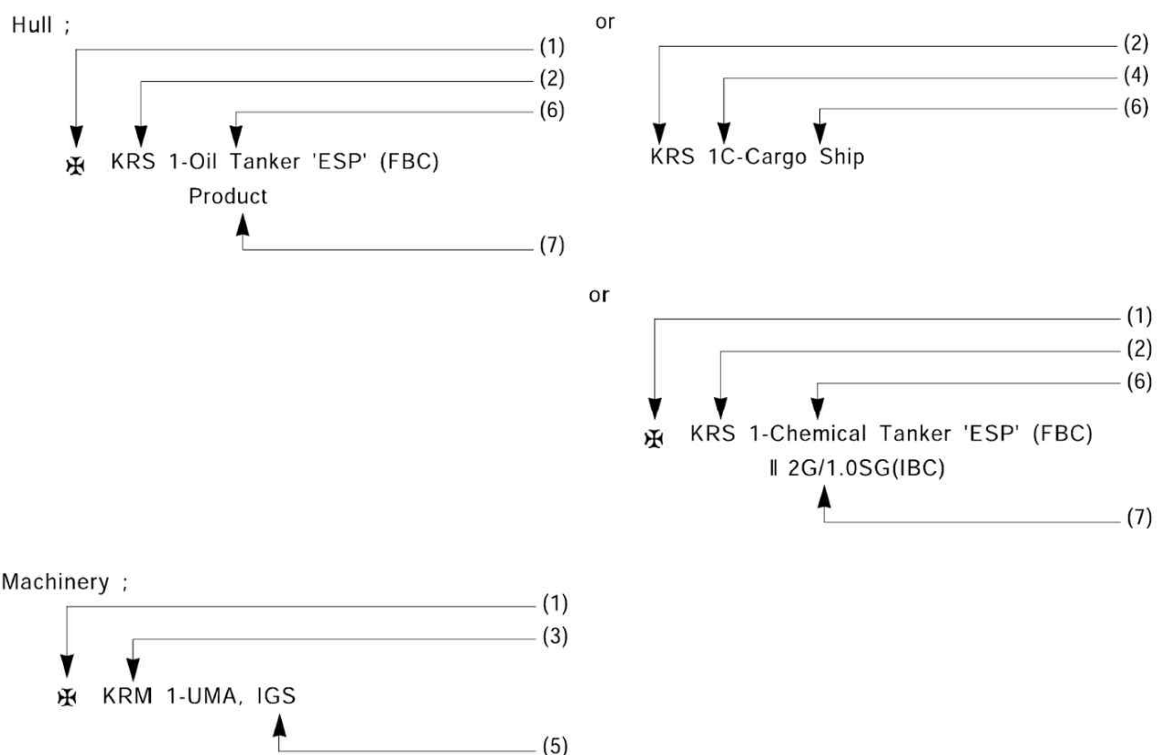 Hull ;
(1)
(2)
(6)
✠ KRS 1-Oil Tanker 'ESP' (FBC)
Product
(7)
or
(2)
(4)
(6)
KRS 1C-Cargo Ship
or
(1)
(2)
(6)
✠ KRS 1-Chemical Tanker 'ESP' (FBC)
Ⅱ 2G/1.0SG(IBC)
(7)
Machinery ;
(1)
(3)
✠ KRM 1-UMA, IGS
(5)